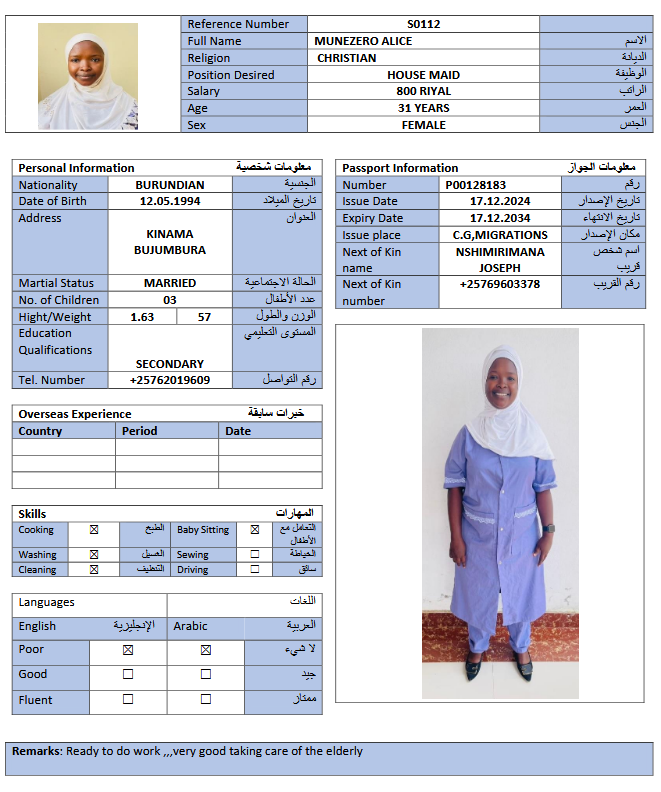 Reference Number S0112
Full Name MUNEZERO ALICE الاسم
Religion CHRISTIAN الديانة
Position Desired HOUSE MAID الوظيفة
Salary 800 RIYAL الراتب
Age 31 YEARS العمر
Sex FEMALE الجنس
Personal Information معلومات شخصية
Nationality BURUNDIAN الجنسية
Date of Birth 12.05.1994 تاريخ الميلاد
Address العنوان
KINAMA
BUJUMBURA
Martial Status MARRIED الحالة الاجتماعية
No. of Children 03 عدد الأطفال
Hight/Weight 1.63 57 الوزن والطول
Education المستوى التعليمي
Qualifications
SECONDARY
Tel. Number +25762019609 رقم التواصل
Passport Information معلومات الجواز
Number P00128183 رقم
Issue Date 17.12.2024 تاريخ الإصدار
Expiry Date 17.12.2034 تاريخ الانتهاء
Issue place C.G,MIGRATIONS مكان الإصدار
Next of Kin NSHIMIRIMANA اسم شخص
name JOSEPH قريب
Next of Kin +25769603378 رقم القريب
number
Overseas Experience خبرات سابقة
Country Period Date
Skills المهارات
Cooking ☒ الطبخ Baby Sitting ☒ التعامل مع
الأطفال
Washing ☒ الغسيل Sewing ☐ الخياطة
Cleaning ☒ التنظيف Driving ☐ سائق
Languages اللغات
English الإنجليزية Arabic العربية
Poor ☒ ☒ لا شيء
Good ☐ ☐ جيد
Fluent ☐ ☐ ممتاز
Remarks: Ready to do work ,,,very good taking care of the elderly